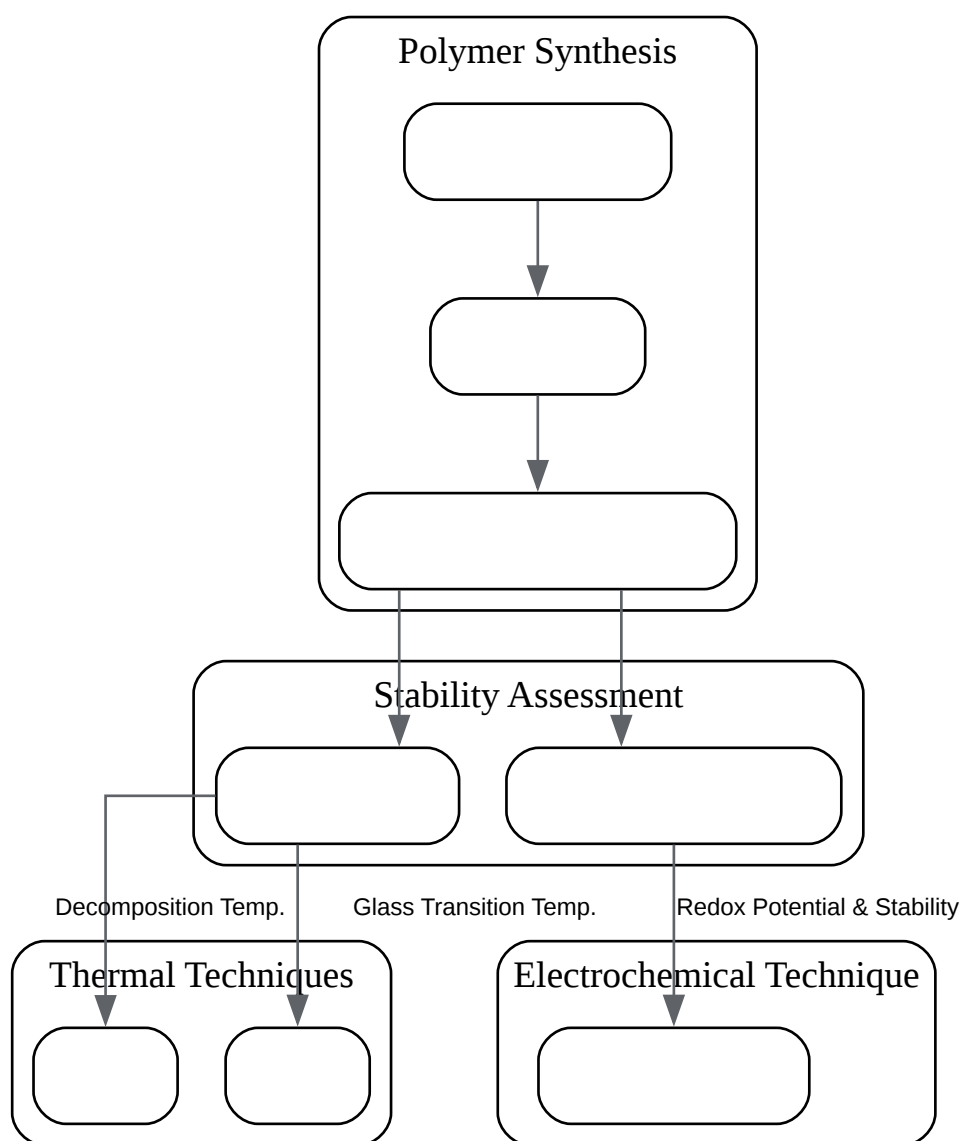 Polymer Synthesis
Stability Assessment
Decomposition Temp.
Glass Transition Temp.
Redox Potential & Stability
Thermal Techniques
Electrochemical Technique